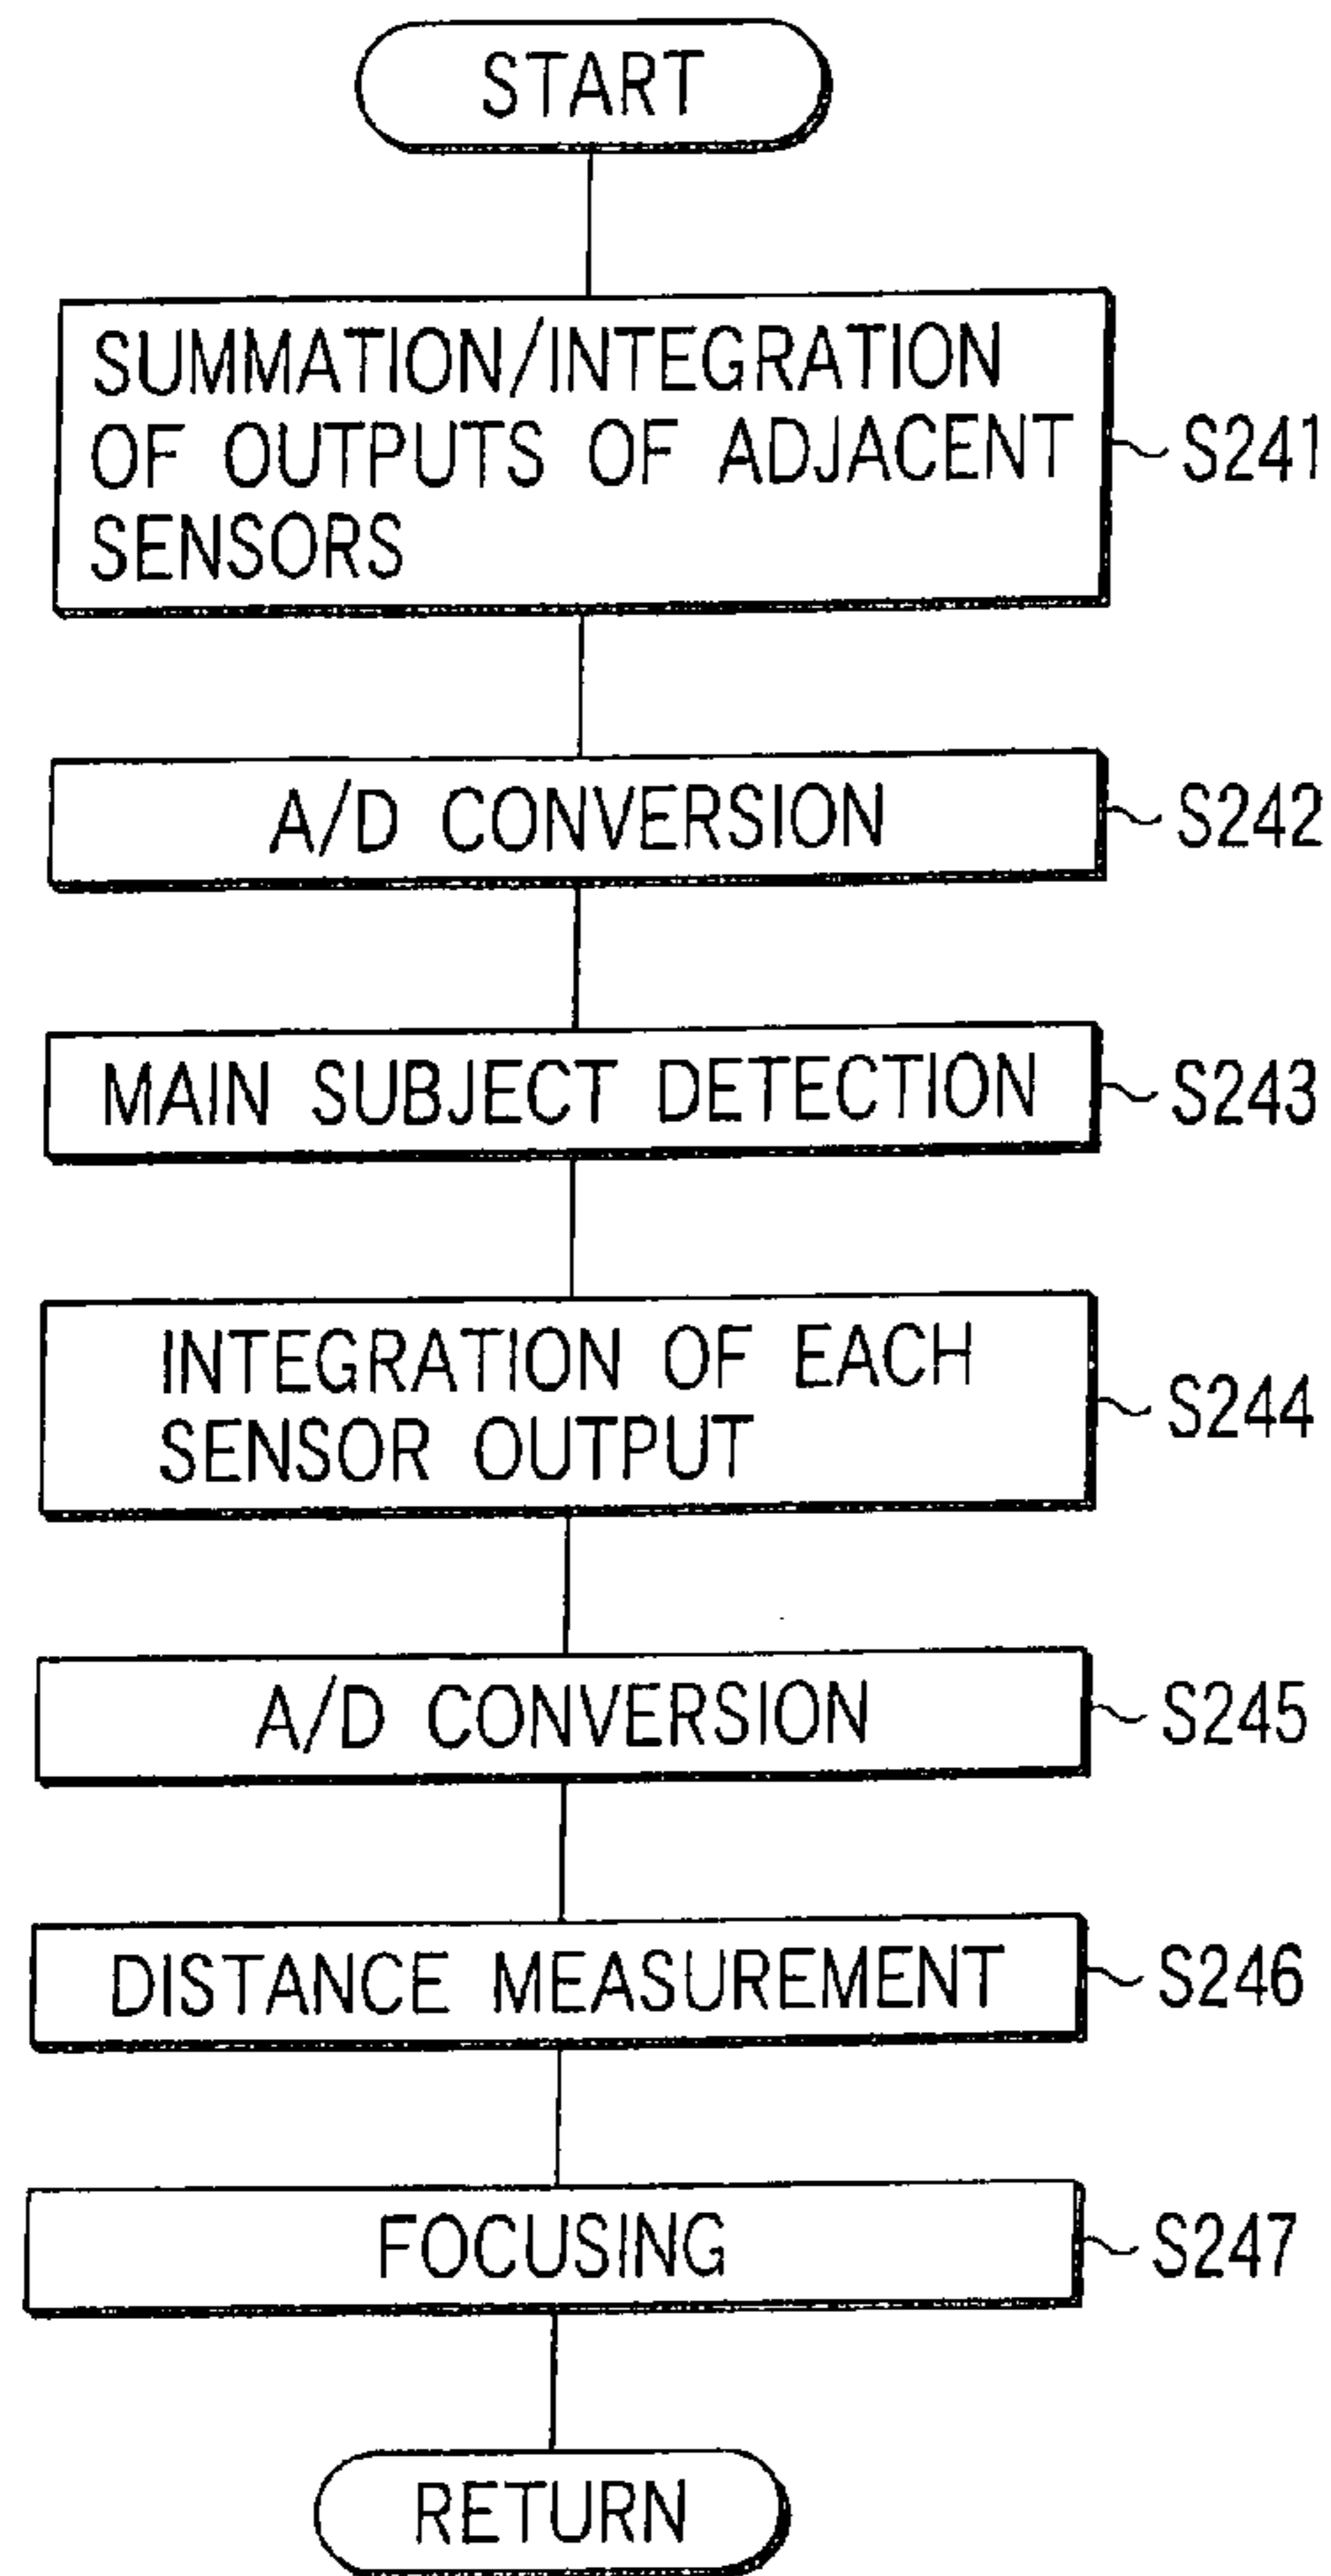 START
SUMMATION/INTEGRATION
OF OUTPUTS OF ADJACENT
SENSORS
S241
A/D CONVERSION
S242
MAIN SUBJECT DETECTION
S243
INTEGRATION OF EACH
SENSOR OUTPUT
S244
A/D CONVERSION
S245
DISTANCE MEASUREMENT
S246
FOCUSING
S247
RETURN